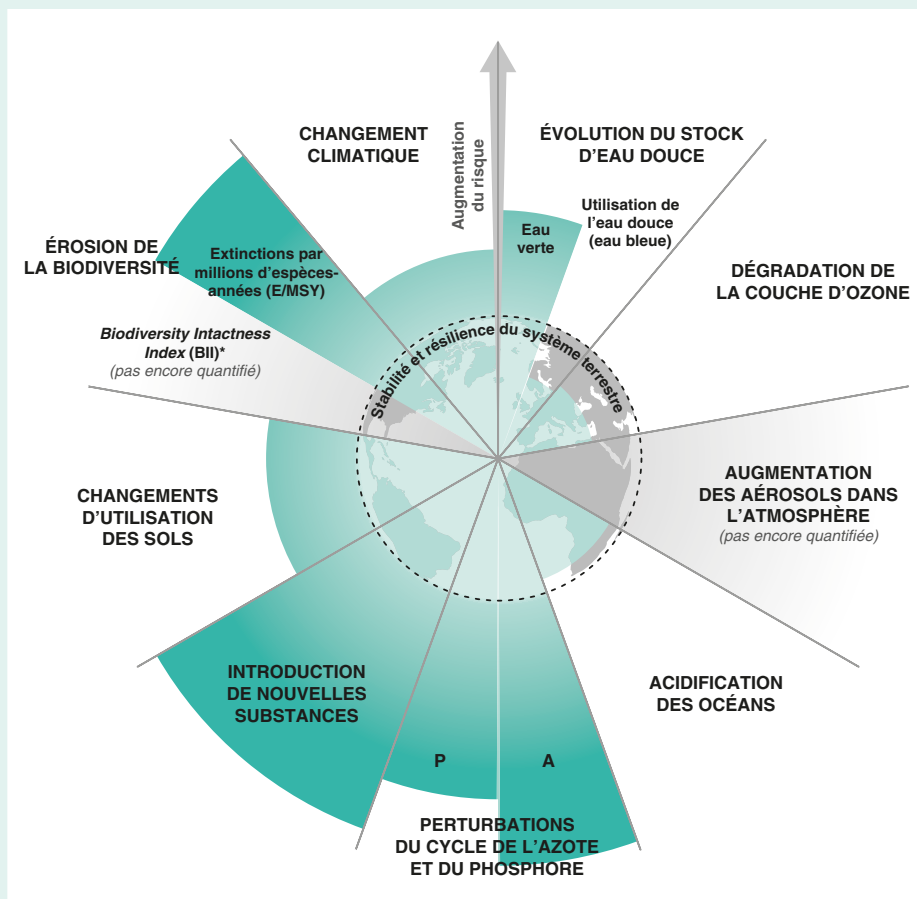 CHANGEMENT
CLIMATIQUE
Augmentation
du risque
ÉVOLUTION DU STOCK
D'EAU DOUCE
Eau
verte
Utilisation de
l'eau douce
(eau bleue)
ÉROSION DE
LA BIODIVERSITÉ
Extinctions par
millions d'espèces-
années (E/MSY)
Biodiversity Intactness
Index (BII)*
(pas encore quantifié)
DÉGRADATION DE
LA COUCHE D'OZONE
Stabilité et résilience du système terrestre
CHANGEMENTS
D'UTILISATION
DES SOLS
AUGMENTATION
DES AÉROSOLS DANS
L'ATMOSPHÈRE
(pas encore quantifiée)
INTRODUCTION
DE NOUVELLES
SUBSTANCES
ACIDIFICATION
DES OCÉANS
P
A
PERTURBATIONS
DU CYCLE DE L'AZOTE
ET DU PHOSPHORE